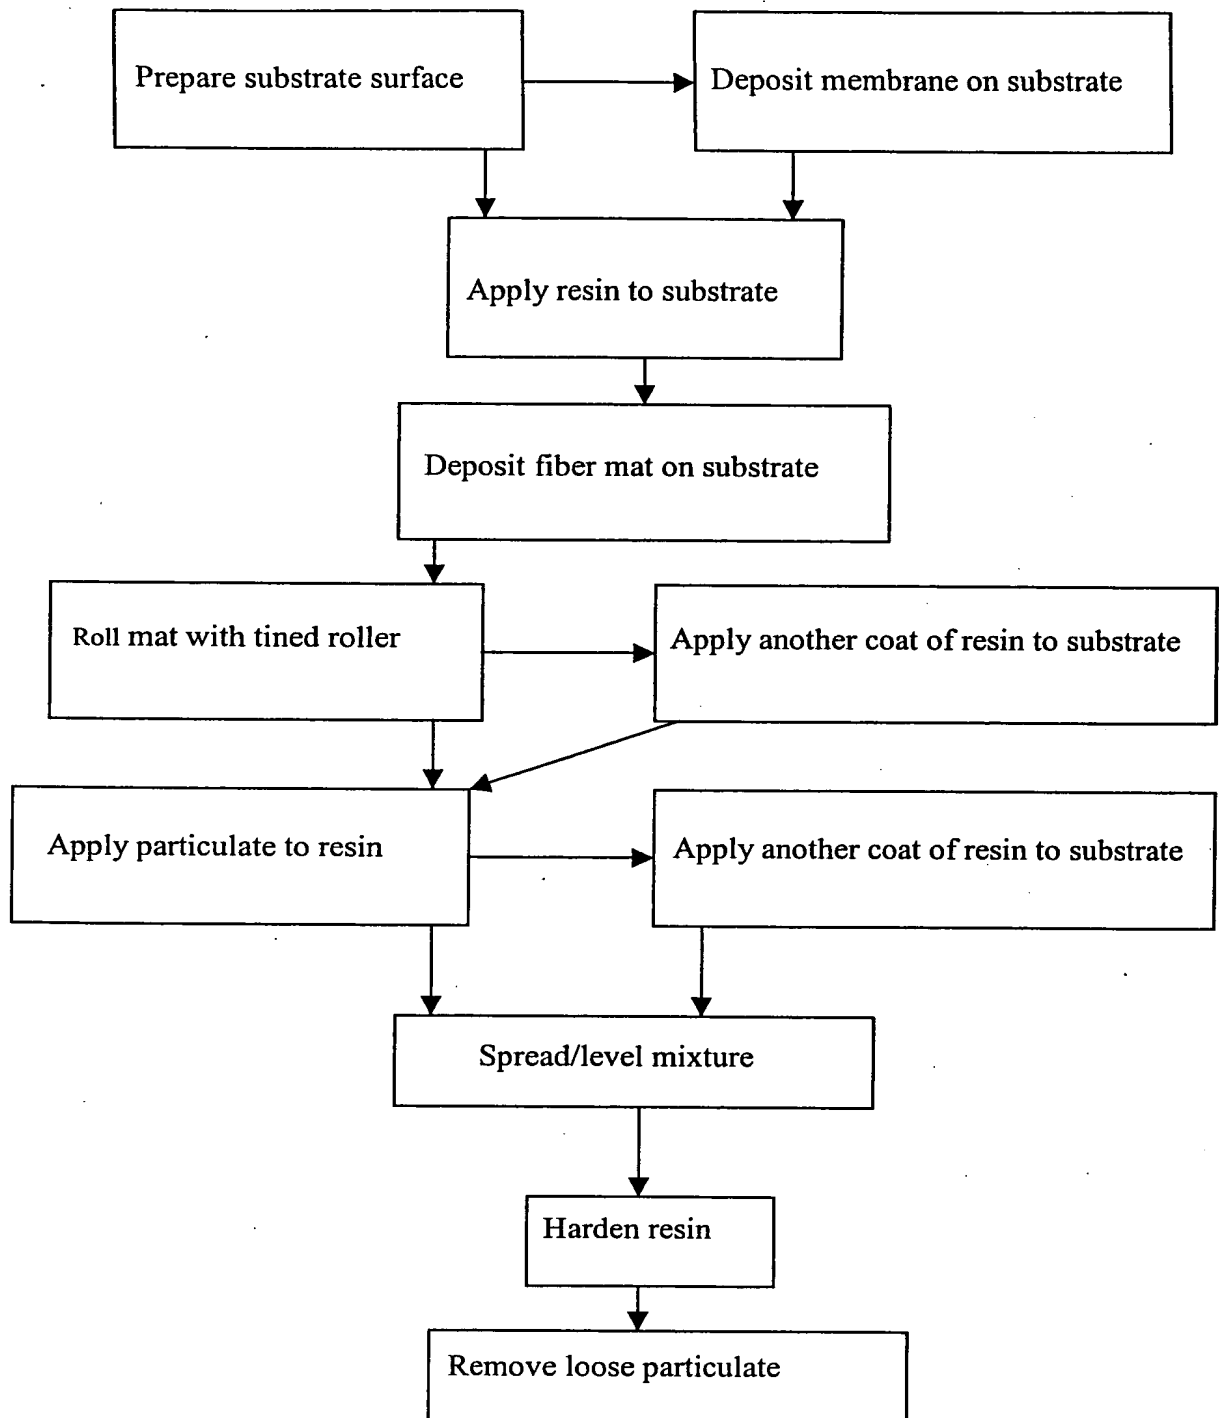 Prepare substrate surface
Deposit membrane on substrate
Apply resin to substrate
Deposit fiber mat on substrate
Roll mat with tined roller
Apply another coat of resin to substrate
Apply particulate to resin
Apply another coat of resin to substrate
Spread/level mixture
Harden resin
Remove loose particulate